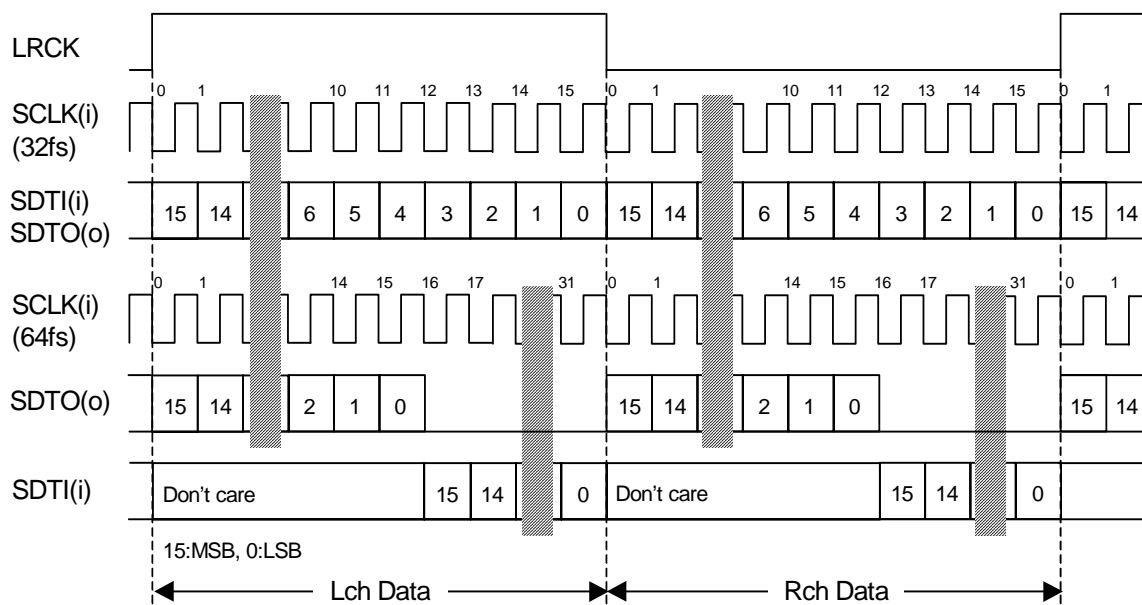 LRCK
0 1 10 11 12 13 14 15 0 1 10 11 12 13 14 15 0 1
SCLK(i)
(32fs)
SDTI(i)
SDTO(o)
15 14 6 5 4 3 2 1 0 15 14 6 5 4 3 2 1 0 15 14
0 1 14 15 16 17 31 0 1 14 15 16 17 31 0 1
SCLK(i)
(64fs)
SDTO(o)
15 14 2 1 0 15 14 2 1 0 15 14
SDTI(i)
Don't care 15 14 0 Don't care 15 14 0
15:MSB, 0:LSB
Lch Data Rch Data